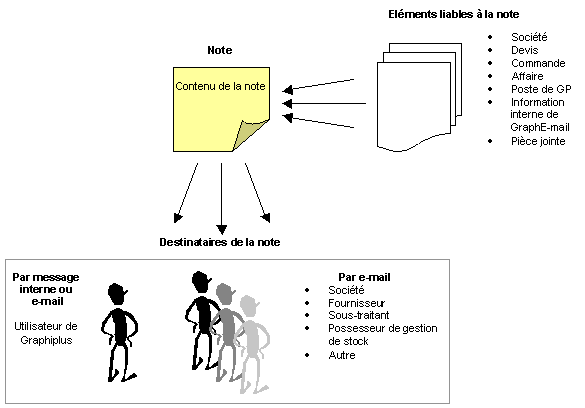 Eléments liables à la note
• Société
• Devis
• Commande
• Affaire
• Poste de GP
• Information
interne de
GraphE-mail
• Pièce jointe
Note
Contenu de la note
Destinataires de la note
Par message
interne ou
e-mail
Utilisateur de
Graphiplus
Par e-mail
• Société
• Fournisseur
• Sous-traitant
• Possesseur de gestion
de stock
• Autre